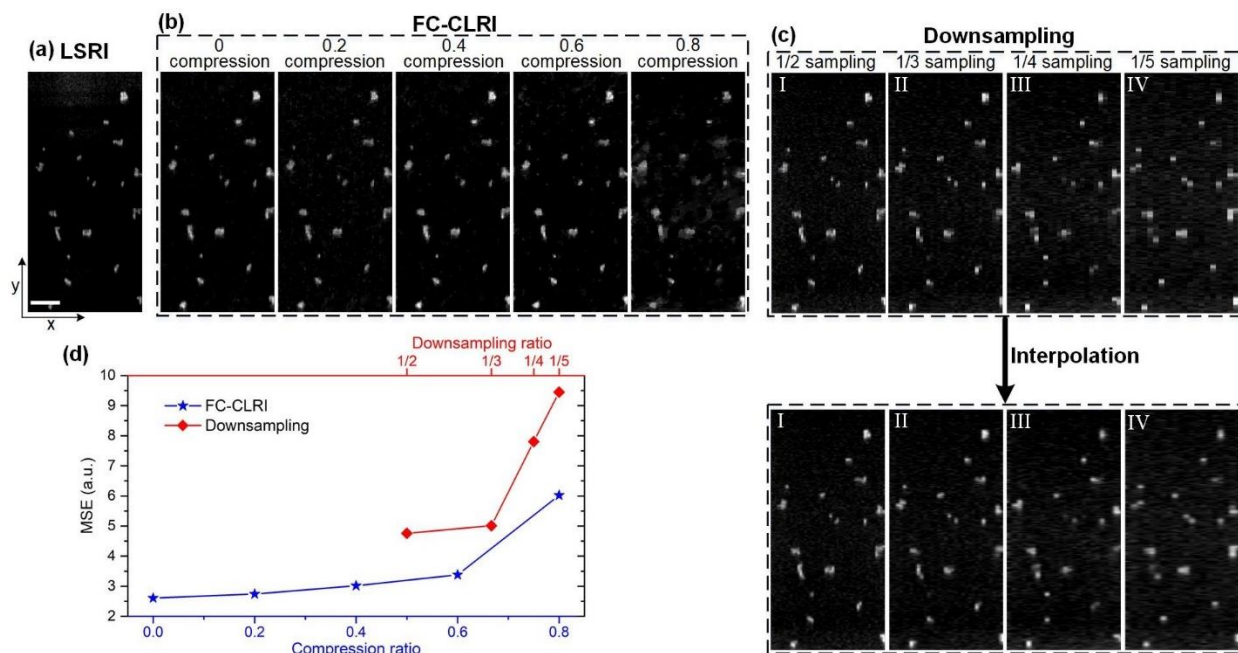 (a) LSRI
(b) FC-CLRI
0 compression
0.2 compression
0.4 compression
0.6 compression
0.8 compression
y
x
(c) Downsampling
1/2 sampling 1/3 sampling 1/4 sampling 1/5 sampling
I II III IV
Interpolation
I II III IV
(d)
Downsampling ratio
1/2 1/3 1/4 1/5
10
9
8
7
6
5
4
3
2
MSE (a.u.)
FC-CLRI
Downsampling
0.0 0.2 0.4 0.6 0.8
Compression ratio